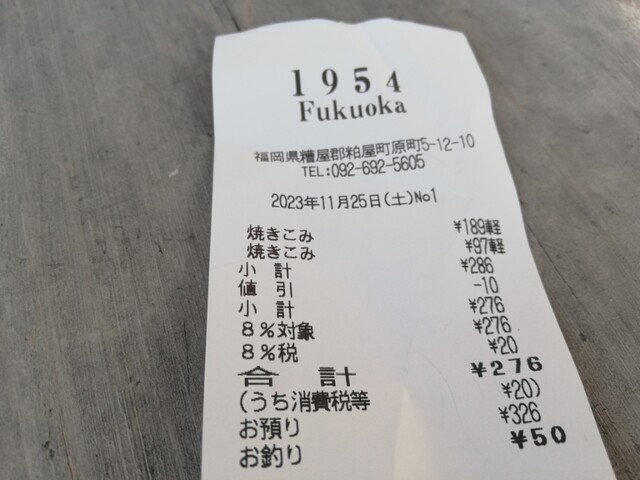 1954
Fukuoka
福岡県糟屋郡粕屋町原町5-12-10
TEL:092-692-5605
2023年11月25日(土)No1
焼きこみ ¥189軽
焼きこみ ¥97軽
小 計 ¥286
値 引 -10
小 計 ¥276
8%対象 ¥276
8%税 ¥20
合 計 ¥276
(うち消費税等 ¥20)
お預り ¥326
お釣り ¥50